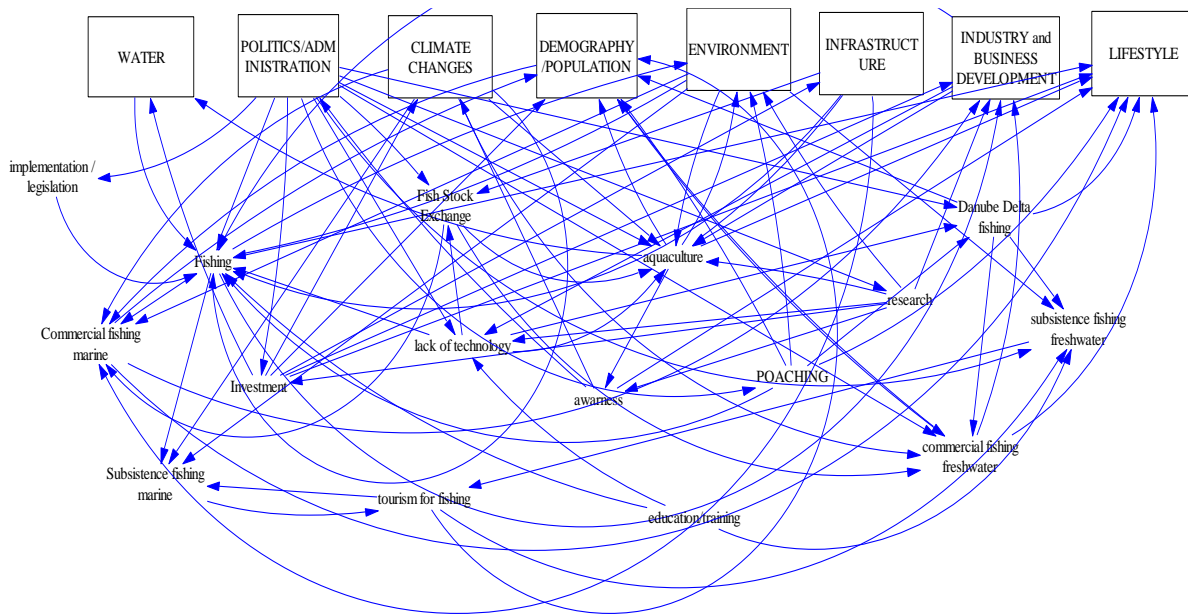 WATER
POLITICS/ADM
INISTRATION
CLIMATE
CHANGES
DEMOGRAPHY
/POPULATION
ENVIRONMENT
INFRASTRUCT
URE
INDUSTRY and
BUSINESS
DEVELOPMENT
LIFESTYLE
implementation /
legislation
Fish Stock
Exchange
Danube Delta
fishing
Fishing
aquaculture
research
Commercial fishing
marine
lack of technology
subsistence fishing
freshwater
Investment
awarness
POACHING
Subsistence fishing
marine
commercial fishing
freshwater
tourism for fishing
education/training